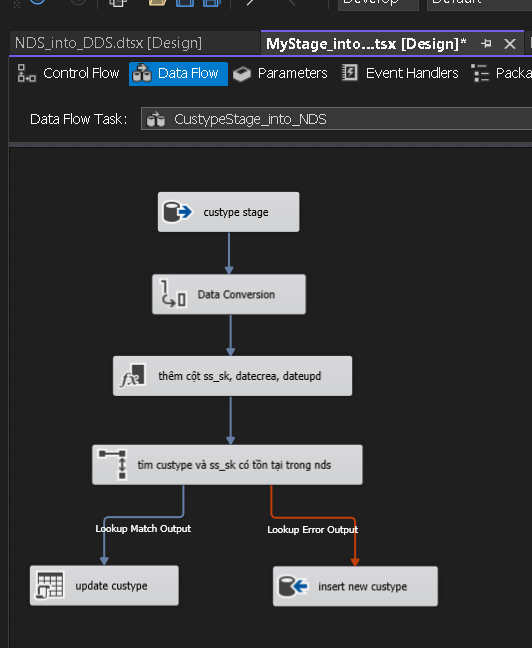 Develop
Default
NDS_into_DDS.dtsx [Design]
MyStage_into...tsx [Design]*
Control Flow
Data Flow
Parameters
Event Handlers
Packa
Data Flow Task:
CustypeStage_into_NDS
custype stage
Data Conversion
thêm cột ss_sk, datecrea, dateupd
tìm custype và ss_sk có tồn tại trong nds
Lookup Match Output
Lookup Error Output
update custype
insert new custype